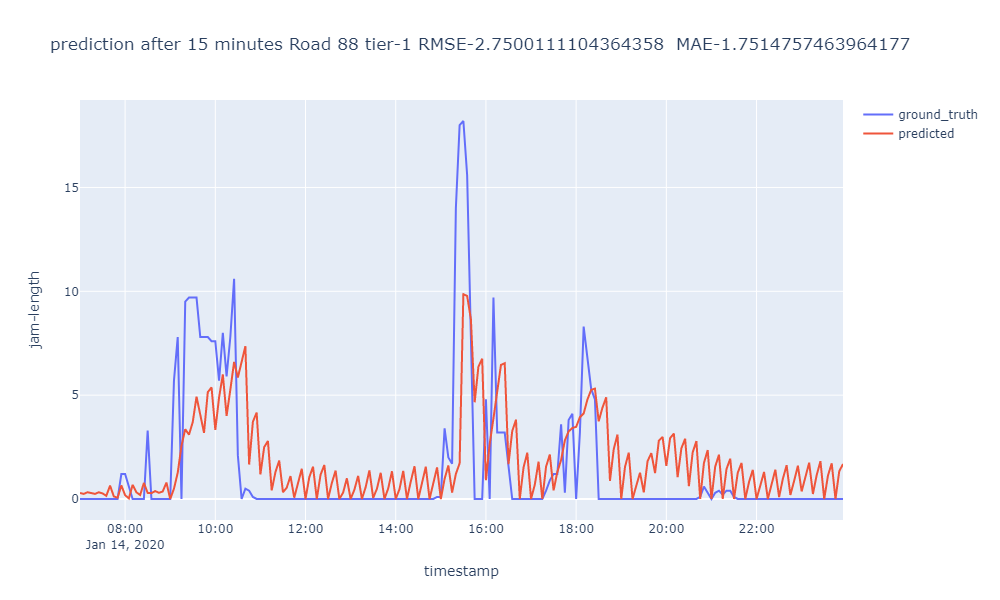 prediction after 15 minutes Road 88 tier-1 RMSE-2.7500111104364358  MAE-1.7514757463964177
ground_truth
predicted
15
10
5
0
jam-length
08:00 10:00 12:00 14:00 16:00 18:00 20:00 22:00
Jan 14, 2020
timestamp